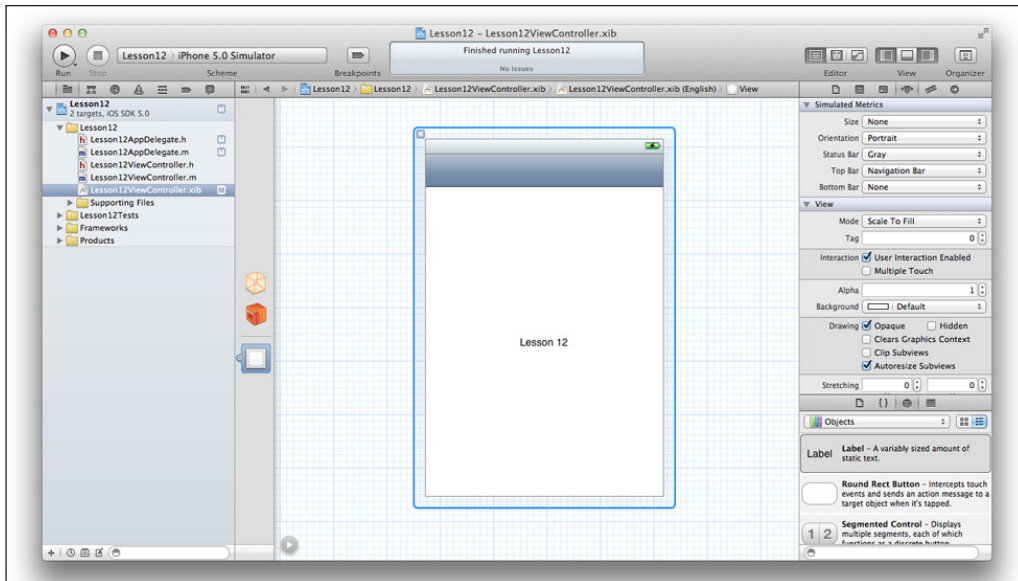 Lesson12 – Lesson12ViewController.xib
Lesson12 › iPhone 5.0 Simulator
Finished running Lesson12
No Issues
Run Stop Scheme Breakpoints Editor View Organizer
Lesson12 › Lesson12 › Lesson12ViewController.xib › Lesson12ViewController.xib (English) › View
Lesson12
2 targets, iOS SDK 5.0
Lesson12
h Lesson12AppDelegate.h
m Lesson12AppDelegate.m
h Lesson12ViewController.h
m Lesson12ViewController.m
Lesson12ViewController.xib M
Supporting Files
Lesson12Tests
Frameworks
Products
Lesson 12
Simulated Metrics
Size None
Orientation Portrait
Status Bar Gray
Top Bar Navigation Bar
Bottom Bar None
View
Mode Scale To Fill
Tag 0
Interaction User Interaction Enabled
Multiple Touch
Alpha 1
Background Default
Drawing Opaque Hidden
Clears Graphics Context
Clip Subviews
Autoresize Subviews
Stretching 0 0
{}
Objects
Label Label – A variably sized amount of
static text.
Round Rect Button – Intercepts touch
events and sends an action message to a
target object when it's tapped.
1 2 Segmented Control – Displays
multiple segments, each of which
functions as a discrete button.